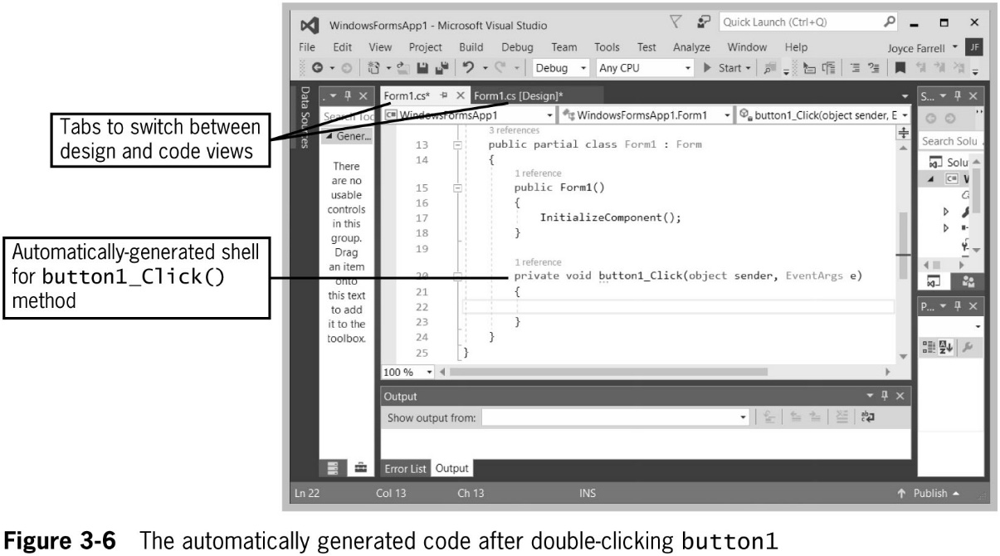 WindowsFormsApp1 - Microsoft Visual Studio
Quick Launch (Ctrl+Q)
File Edit View Project Build Debug Team Tools Test Analyze Window Help
Joyce Farrell JF
Debug Any CPU Start
Data Sources
Form1.cs* Form1.cs [Design]*
S...
Search
C# WindowsFormsApp1 WindowsFormsApp1.Form1 button1_Click(object sender, E
Gener...
Search Solu
Tabs to switch between
design and code views
There
are no
usable
controls
in this
group.
Drag
an item
onto
this text
to add
it to the
toolbox.
Solu
3 references
13 public partial class Form1 : Form
14 {
1 reference
15 public Form1()
16 {
17 InitializeComponent();
18 }
19
1 reference
20 private void button1_Click(object sender, EventArgs e)
21 {
22
23 }
24 }
25 }
Automatically-generated shell
for button1_Click()
method
P...
100 %
Output
Show output from:
Error List Output
Ln 22 Col 13 Ch 13 INS Publish
Figure 3-6 The automatically generated code after double-clicking button1